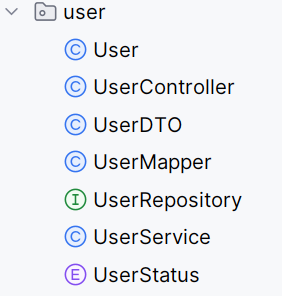 user
C User
C UserController
C UserDTO
C UserMapper
I UserRepository
C UserService
E UserStatus